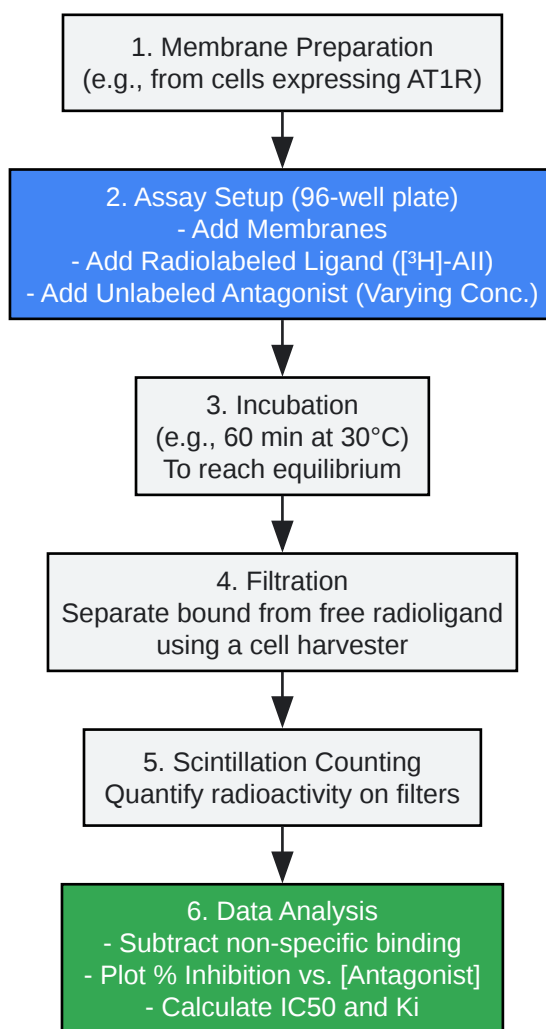 1. Membrane Preparation
(e.g., from cells expressing AT1R)
2. Assay Setup (96-well plate)
- Add Membranes
- Add Radiolabeled Ligand ([³H]-AII)
- Add Unlabeled Antagonist (Varying Conc.)
3. Incubation
(e.g., 60 min at 30°C)
To reach equilibrium
4. Filtration
Separate bound from free radioligand
using a cell harvester
5. Scintillation Counting
Quantify radioactivity on filters
6. Data Analysis
- Subtract non-specific binding
- Plot % Inhibition vs. [Antagonist]
- Calculate IC50 and Ki